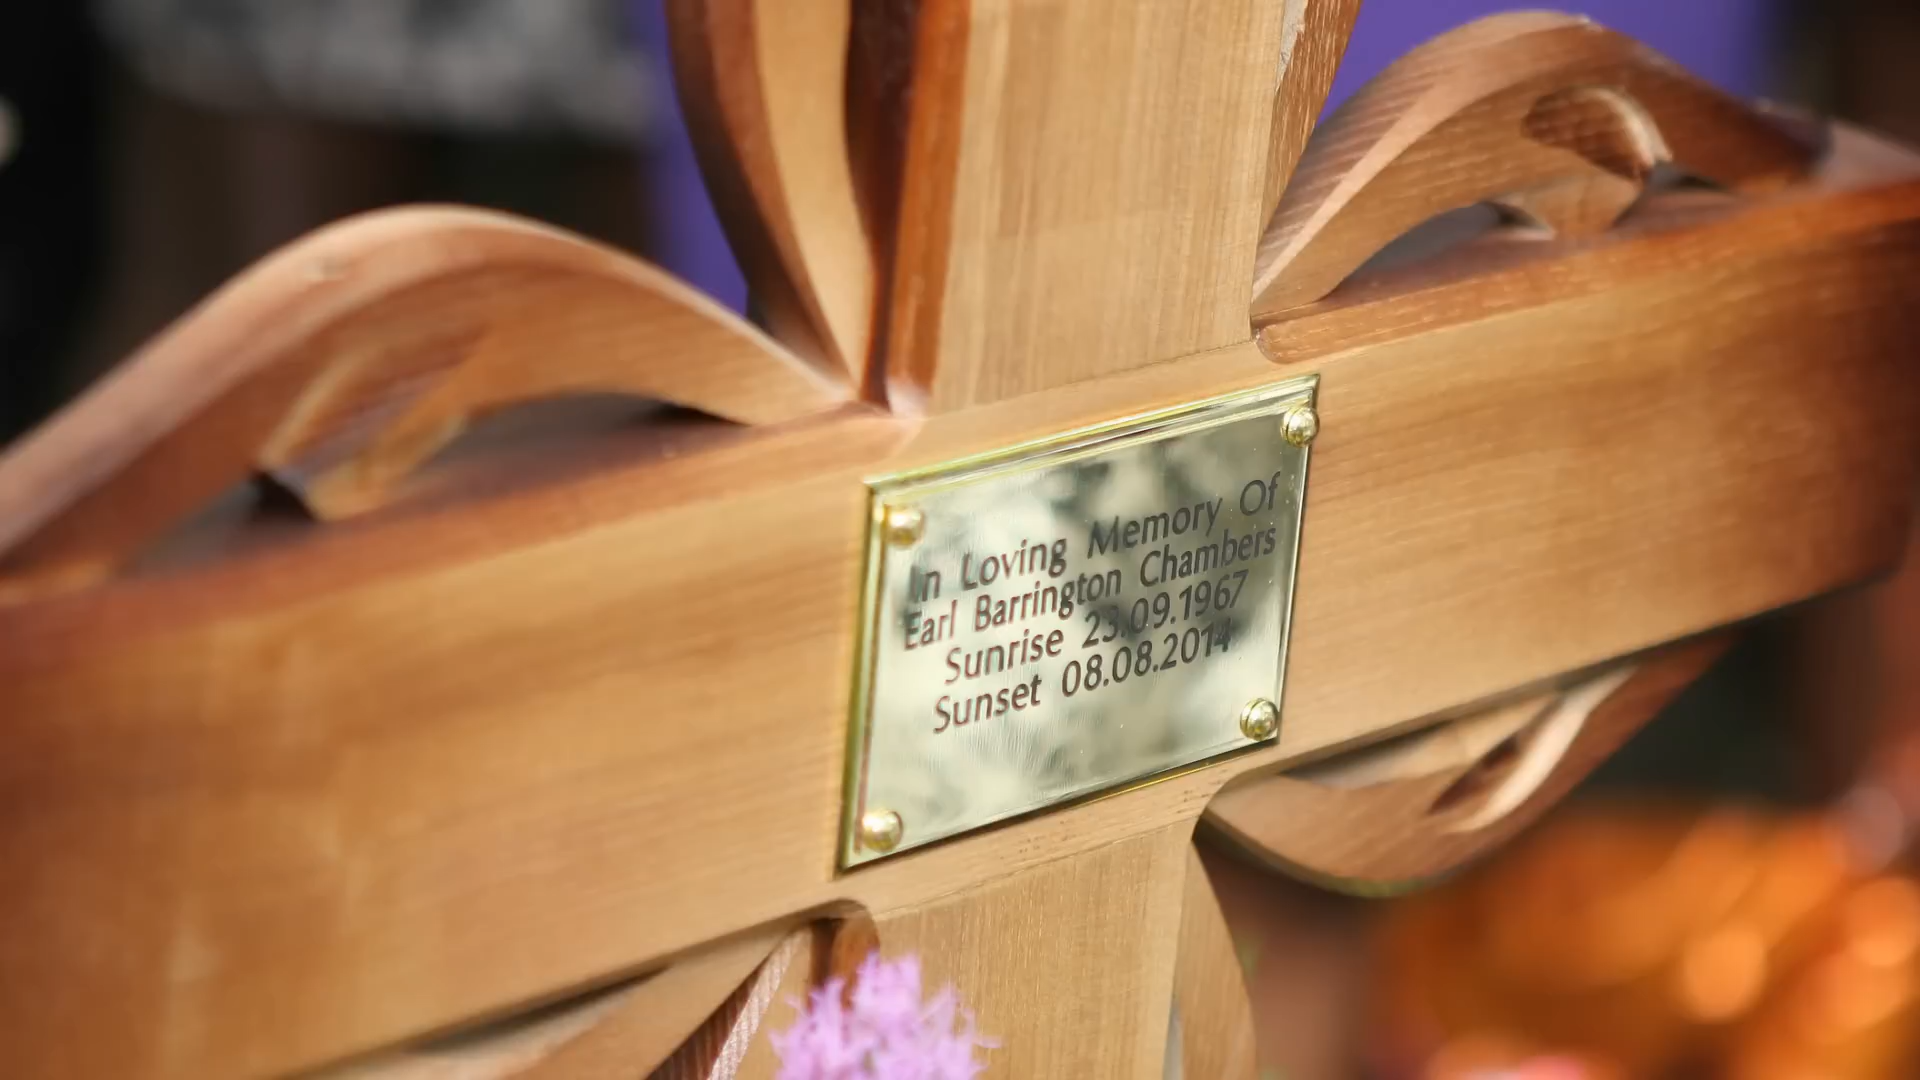 In Loving Memory Of
Earl Barrington Chambers
Sunrise 23.09.1967
Sunset 08.08.2014